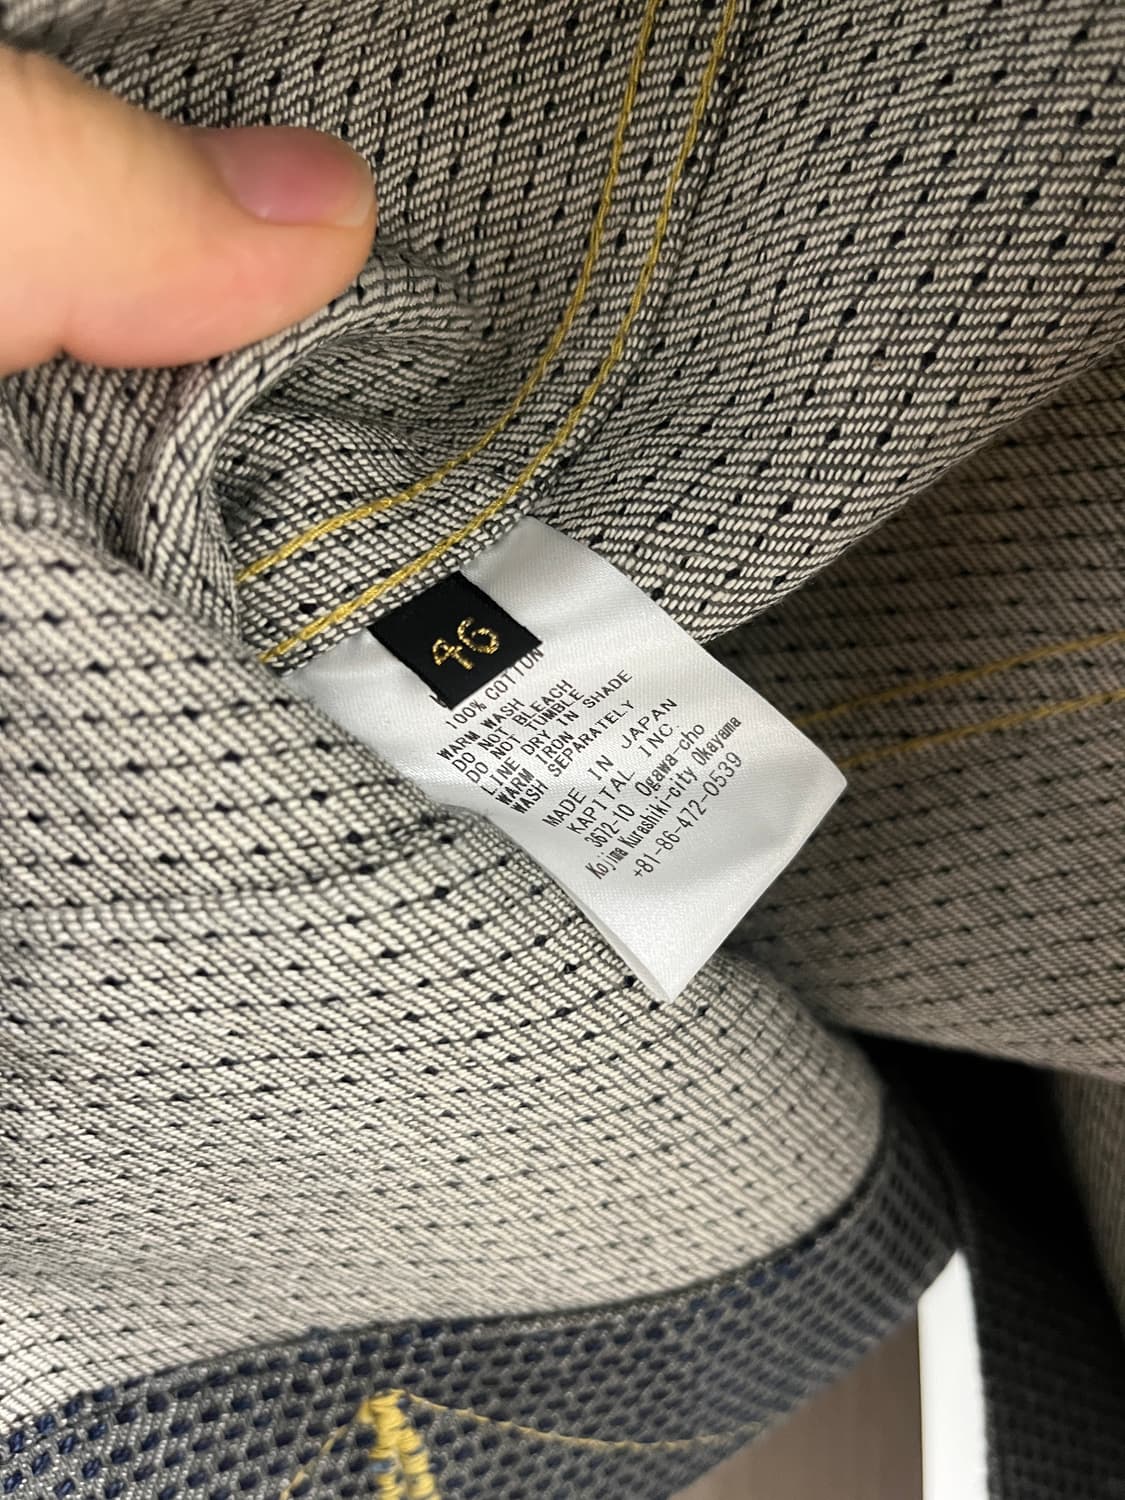 46
100% COTTON
WARM WASH
DO NOT BLEACH
DO NOT TUMBLE
LINE DRY IN SHADE
WARM IRON
WASH SEPARATELY
MADE IN JAPAN
KAPITAL INC.
3672-10 Ogawa-cho
Kojima Kurashiki-city Okayama
+81-86-472-0539